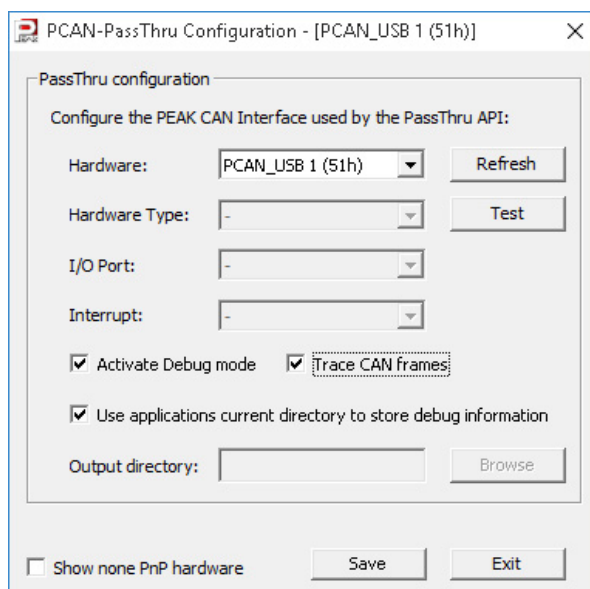 PCAN-PassThru Configuration - [PCAN_USB 1 (51h)]
PassThru configuration
Configure the PEAK CAN Interface used by the PassThru API:
Hardware: PCAN_USB 1 (51h) Refresh
Hardware Type: - Test
I/O Port: -
Interrupt: -
Activate Debug mode Trace CAN frames
Use applications current directory to store debug information
Output directory: Browse
Show none PnP hardware Save Exit